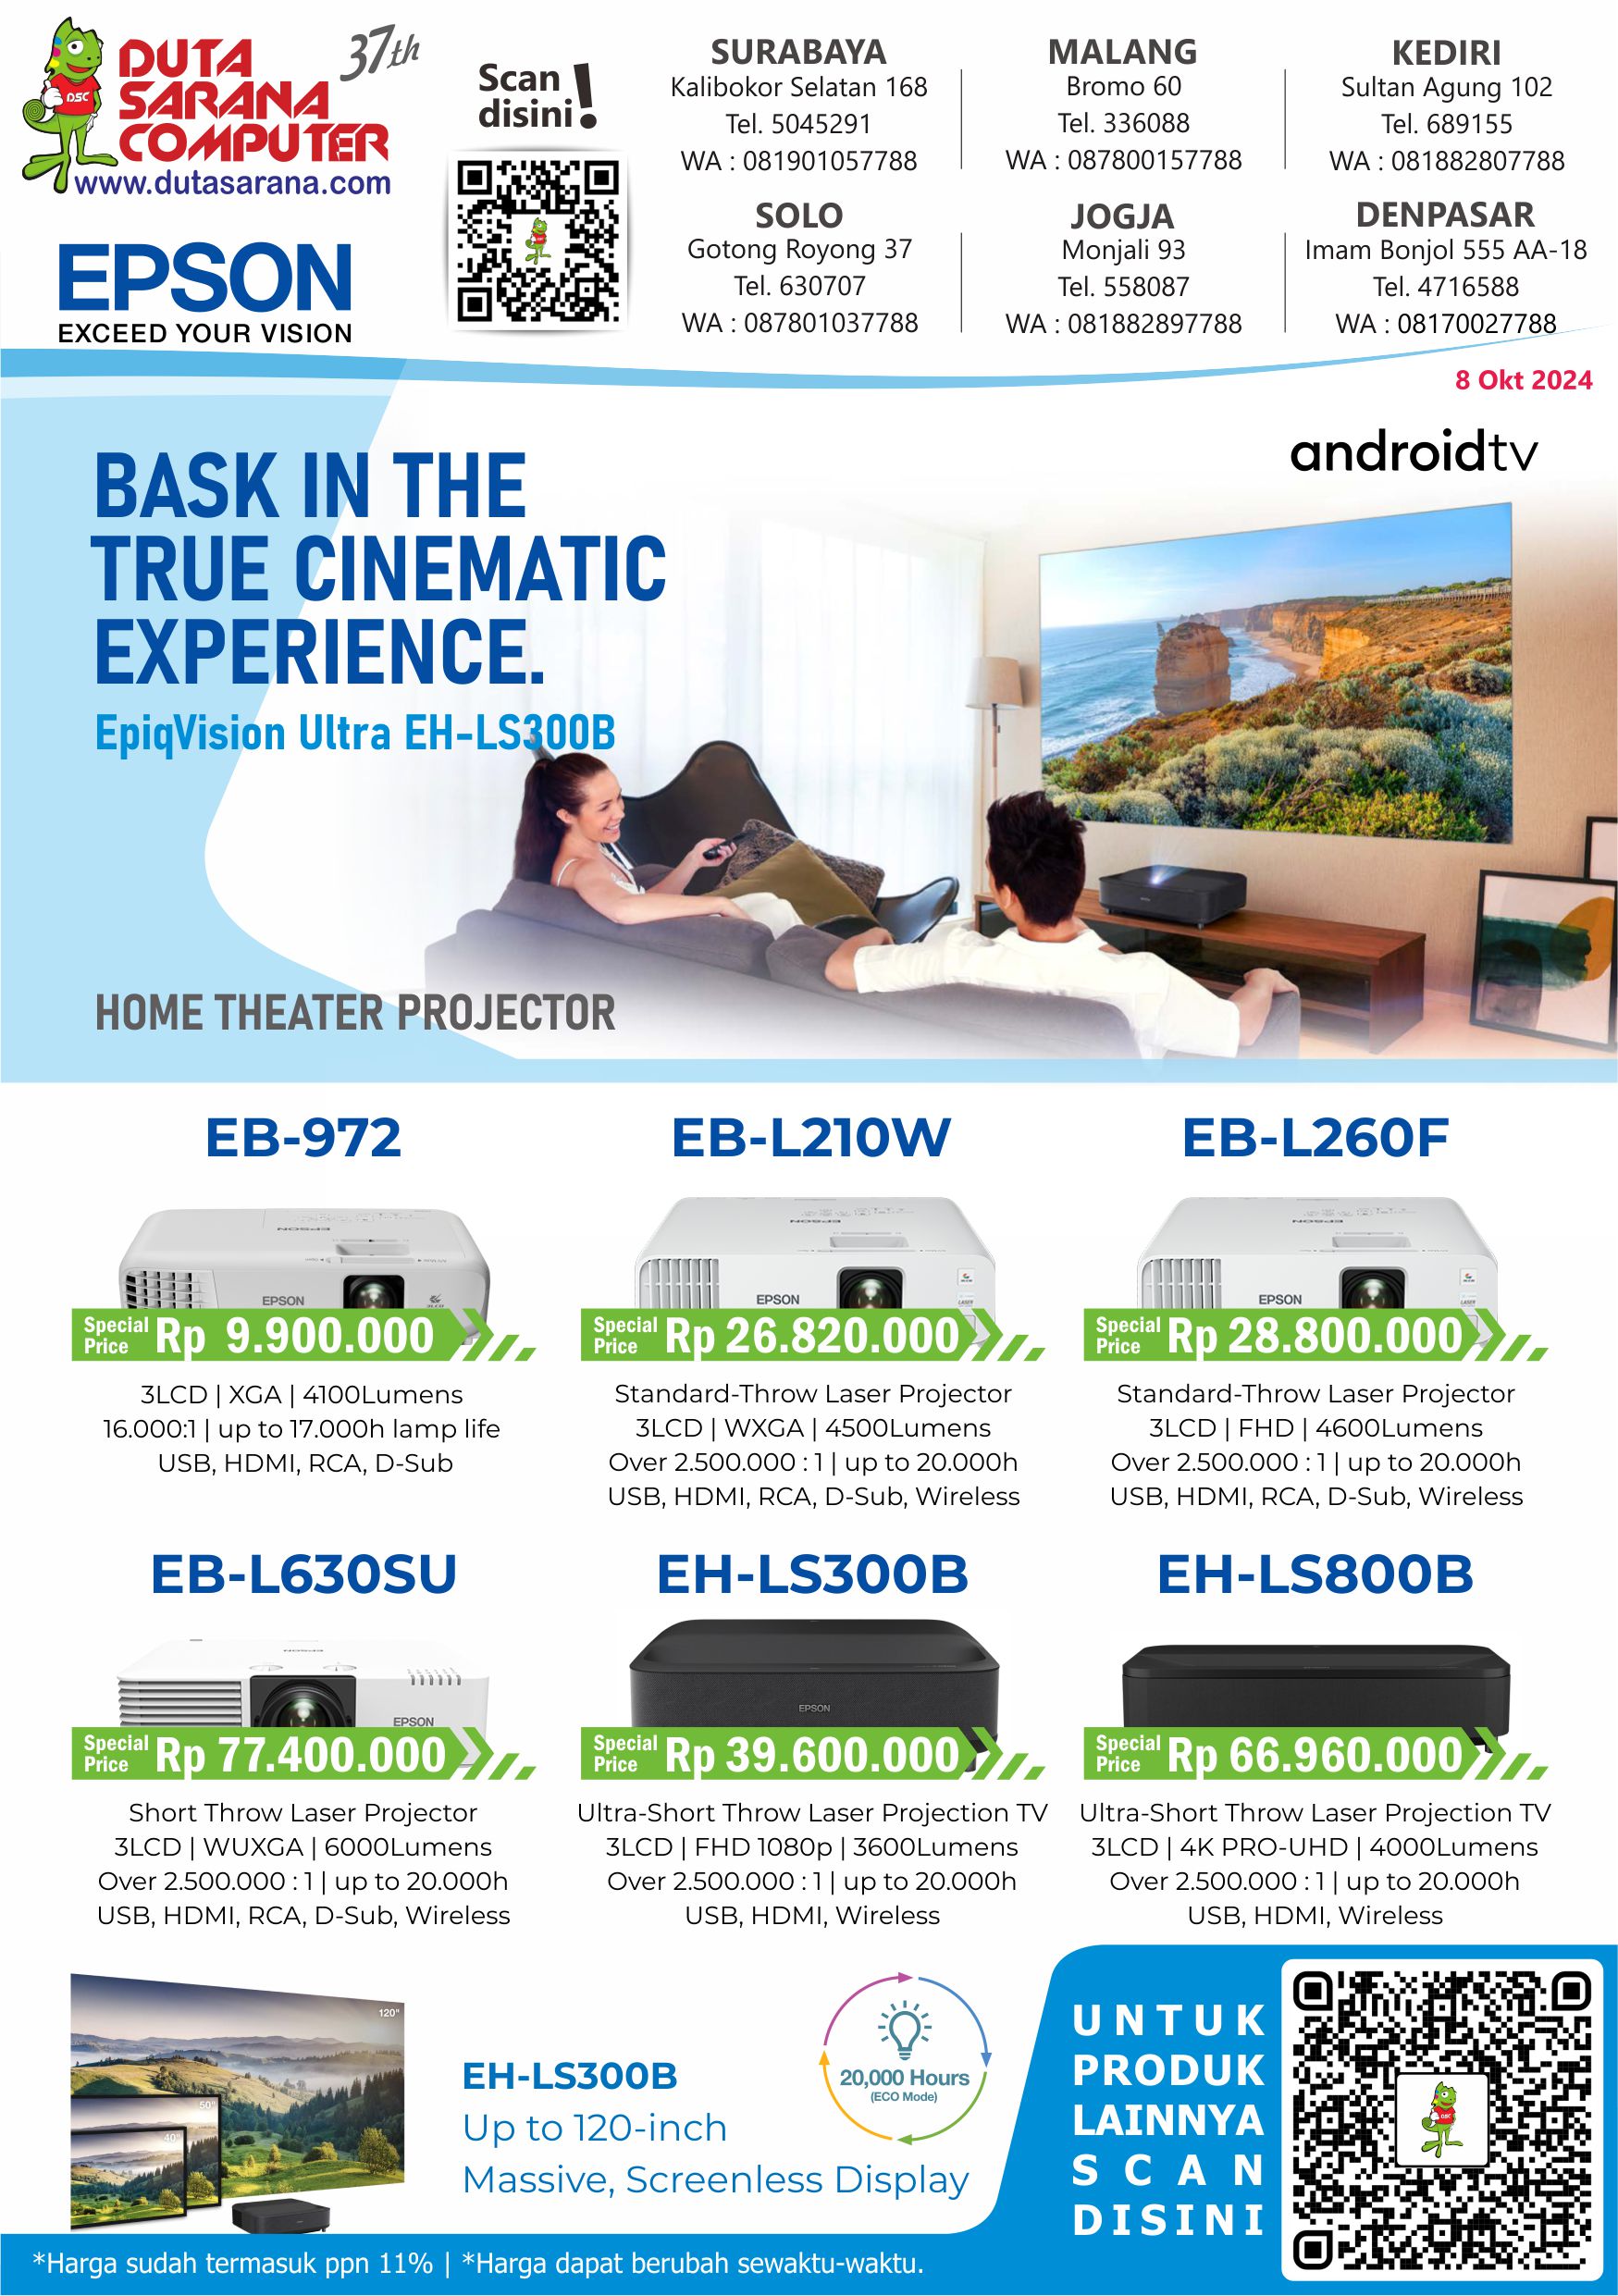 DUTA
SARANA
COMPUTER
37th
DSC
www.dutasarana.com
EPSON
EXCEED YOUR VISION
Scan
disini!
SURABAYA
Kalibokor Selatan 168
Tel. 5045291
WA : 081901057788
MALANG
Bromo 60
Tel. 336088
WA : 087800157788
KEDIRI
Sultan Agung 102
Tel. 689155
WA : 081882807788
SOLO
Gotong Royong 37
Tel. 630707
WA : 087801037788
JOGJA
Monjali 93
Tel. 558087
WA : 081882897788
DENPASAR
Imam Bonjol 555 AA-18
Tel. 4716588
WA : 08170027788
8 Okt 2024
androidtv
BASK IN THE
TRUE CINEMATIC
EXPERIENCE.
EpiqVision Ultra EH-LS300B
HOME THEATER PROJECTOR
EB-972
EPSON
EPSON
Special
Price
Rp 9.900.000
3LCD | XGA | 4100Lumens
16.000:1 | up to 17.000h lamp life
USB, HDMI, RCA, D-Sub
EB-L210W
EPSON
EPSON
LASER
Special
Price
Rp 26.820.000
Standard-Throw Laser Projector
3LCD | WXGA | 4500Lumens
Over 2.500.000 : 1 | up to 20.000h
USB, HDMI, RCA, D-Sub, Wireless
EB-L260F
EPSON
EPSON
LASER
Special
Price
Rp 28.800.000
Standard-Throw Laser Projector
3LCD | FHD | 4600Lumens
Over 2.500.000 : 1 | up to 20.000h
USB, HDMI, RCA, D-Sub, Wireless
EB-L630SU
EPSON
EPSON
Special
Price
Rp 77.400.000
Short Throw Laser Projector
3LCD | WUXGA | 6000Lumens
Over 2.500.000 : 1 | up to 20.000h
USB, HDMI, RCA, D-Sub, Wireless
EH-LS300B
EPSON
Special
Price
Rp 39.600.000
Ultra-Short Throw Laser Projection TV
3LCD | FHD 1080p | 3600Lumens
Over 2.500.000 : 1 | up to 20.000h
USB, HDMI, Wireless
EH-LS800B
Special
Price
Rp 66.960.000
Ultra-Short Throw Laser Projection TV
3LCD | 4K PRO-UHD | 4000Lumens
Over 2.500.000 : 1 | up to 20.000h
USB, HDMI, Wireless
120"
50"
40"
EH-LS300B
Up to 120-inch
Massive, Screenless Display
20,000 Hours
(ECO Mode)
UNTUK
PRODUK
LAINNYA
SCAN
DISINI
DSC
*Harga sudah termasuk ppn 11% | *Harga dapat berubah sewaktu-waktu.